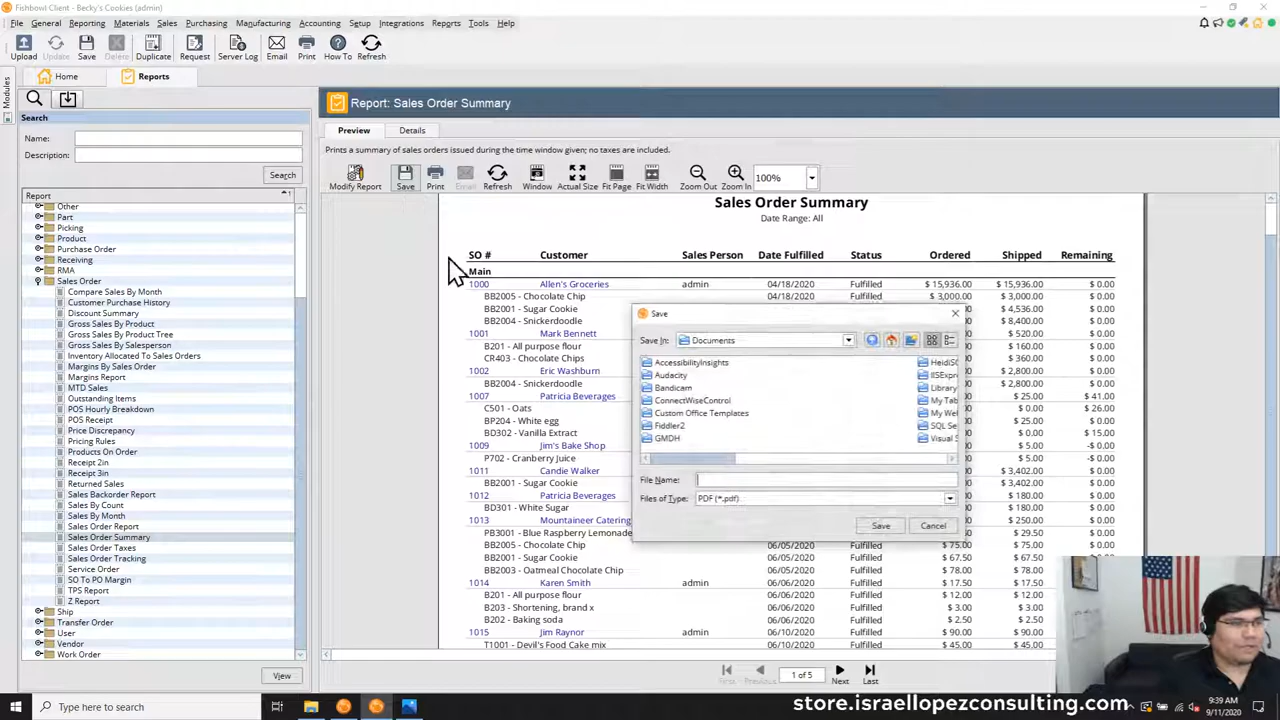 Fishbowl Client - Becky's Cookies (admin)
File General Reporting Materials Sales Purchasing Manufacturing Accounting Setup Integrations Reports Tools Help
Upload Update Save Delete Duplicate Request Server Log Email Print How To Refresh
Modules
Home Reports
Search
Name:
Description:
Search
Report
Other
Part
Picking
Product
Purchase Order
Receiving
RMA
Sales Order
Compare Sales By Month
Customer Purchase History
Discount Summary
Gross Sales By Product
Gross Sales By Product Tree
Gross Sales By Salesperson
Inventory Allocated To Sales Orders
Margins By Sales Order
Margins Report
MTD Sales
Outstanding Items
POS Hourly Breakdown
POS Receipt
Price Discrepancy
Pricing Rules
Products On Order
Receipt 2in
Receipt 3in
Returned Sales
Sales Backorder Report
Sales By Count
Sales By Month
Sales Order Report
Sales Order Summary
Sales Order Taxes
Sales Order Tracking
Service Order
SO To PO Margin
TPS Report
Z Report
Ship
Transfer Order
User
Vendor
Work Order
View
Report: Sales Order Summary
Preview Details
Prints a summary of sales orders issued during the time window given; no taxes are included.
Modify Report Save Print Email Refresh Window Actual Size Fit Page Fit Width Zoom Out Zoom In 100%
Sales Order Summary
Date Range: All
SO # Customer Sales Person Date Fulfilled Status Ordered Shipped Remaining
Main
1000 Allen's Groceries admin 04/18/2020 Fulfilled $ 15,936.00 $ 15,936.00 $ 0.00
BB2005 - Chocolate Chip 04/18/2020 Fulfilled $ 3,000.00 $ 3,000.00 $ 0.00
BB2001 - Sugar Cookie $ 4,536.00 $ 0.00
BB2004 - Snickerdoodle $ 8,400.00 $ 0.00
1001 Mark Bennett $ 520.00 $ 0.00
B201 - All purpose flour $ 160.00 $ 0.00
CR403 - Chocolate Chips $ 360.00 $ 0.00
1002 Eric Washburn $ 2,800.00 $ 0.00
BB2004 - Snickerdoodle $ 2,800.00 $ 0.00
1007 Patricia Beverages $ 25.00 $ 41.00
C501 - Oats $ 0.00 $ 26.00
BP204 - White egg $ 25.00 $ 0.00
BD302 - Vanilla Extract $ 0.00 $ 15.00
1009 Jim's Bake Shop $ 5.00 -$ 0.00
P702 - Cranberry Juice $ 5.00 -$ 0.00
1011 Candie Walker $ 3,402.00 $ 0.00
BB2001 - Sugar Cookie $ 3,402.00 $ 0.00
1012 Patricia Beverages $ 180.00 $ 0.00
BD301 - White Sugar $ 180.00 $ 0.00
1013 Mountaineer Catering $ 250.00 $ 0.00
PB3001 - Blue Raspberry Lemonade $ 29.50 $ 0.00
BB2005 - Chocolate Chip 06/05/2020 Fulfilled $ 75.00 $ 75.00 $ 0.00
BB2001 - Sugar Cookie 06/05/2020 Fulfilled $ 67.50 $ 67.50 $ 0.00
BB2003 - Oatmeal Chocolate Chip 06/05/2020 Fulfilled $ 78.00 $ 78.00 $ 0.00
1014 Karen Smith admin 06/06/2020 Fulfilled $ 17.50 $ 17.50 $ 0.00
B201 - All purpose flour 06/06/2020 Fulfilled $ 12.00 $ 12.00 $ 0.00
B203 - Shortening, brand x 06/06/2020 Fulfilled $ 3.00 $ 3.00 $ 0.00
B202 - Baking soda 06/06/2020 Fulfilled $ 2.50 $ 2.50 $ 0.00
1015 Jim Raynor admin 06/10/2020 Fulfilled $ 90.00 $ 90.00 $ 0.00
T1001 - Devil's Food Cake mix 06/10/2020 Fulfilled $ 45.00 $ 45.00 $ 0.00
Save
Save In: Documents
AccessibilityInsights
Audacity
Bandicam
ConnectWiseControl
Custom Office Templates
Fiddler2
GMDH
HeidiS
IISExpr
Library
My Tab
My Wel
SQL Se
Visual S
File Name:
Files of Type: PDF (*.pdf)
Save Cancel
First Previous 1 of 5 Next Last
Type here to search
store.israellopezconsulting.com
9:39 AM
9/11/2020